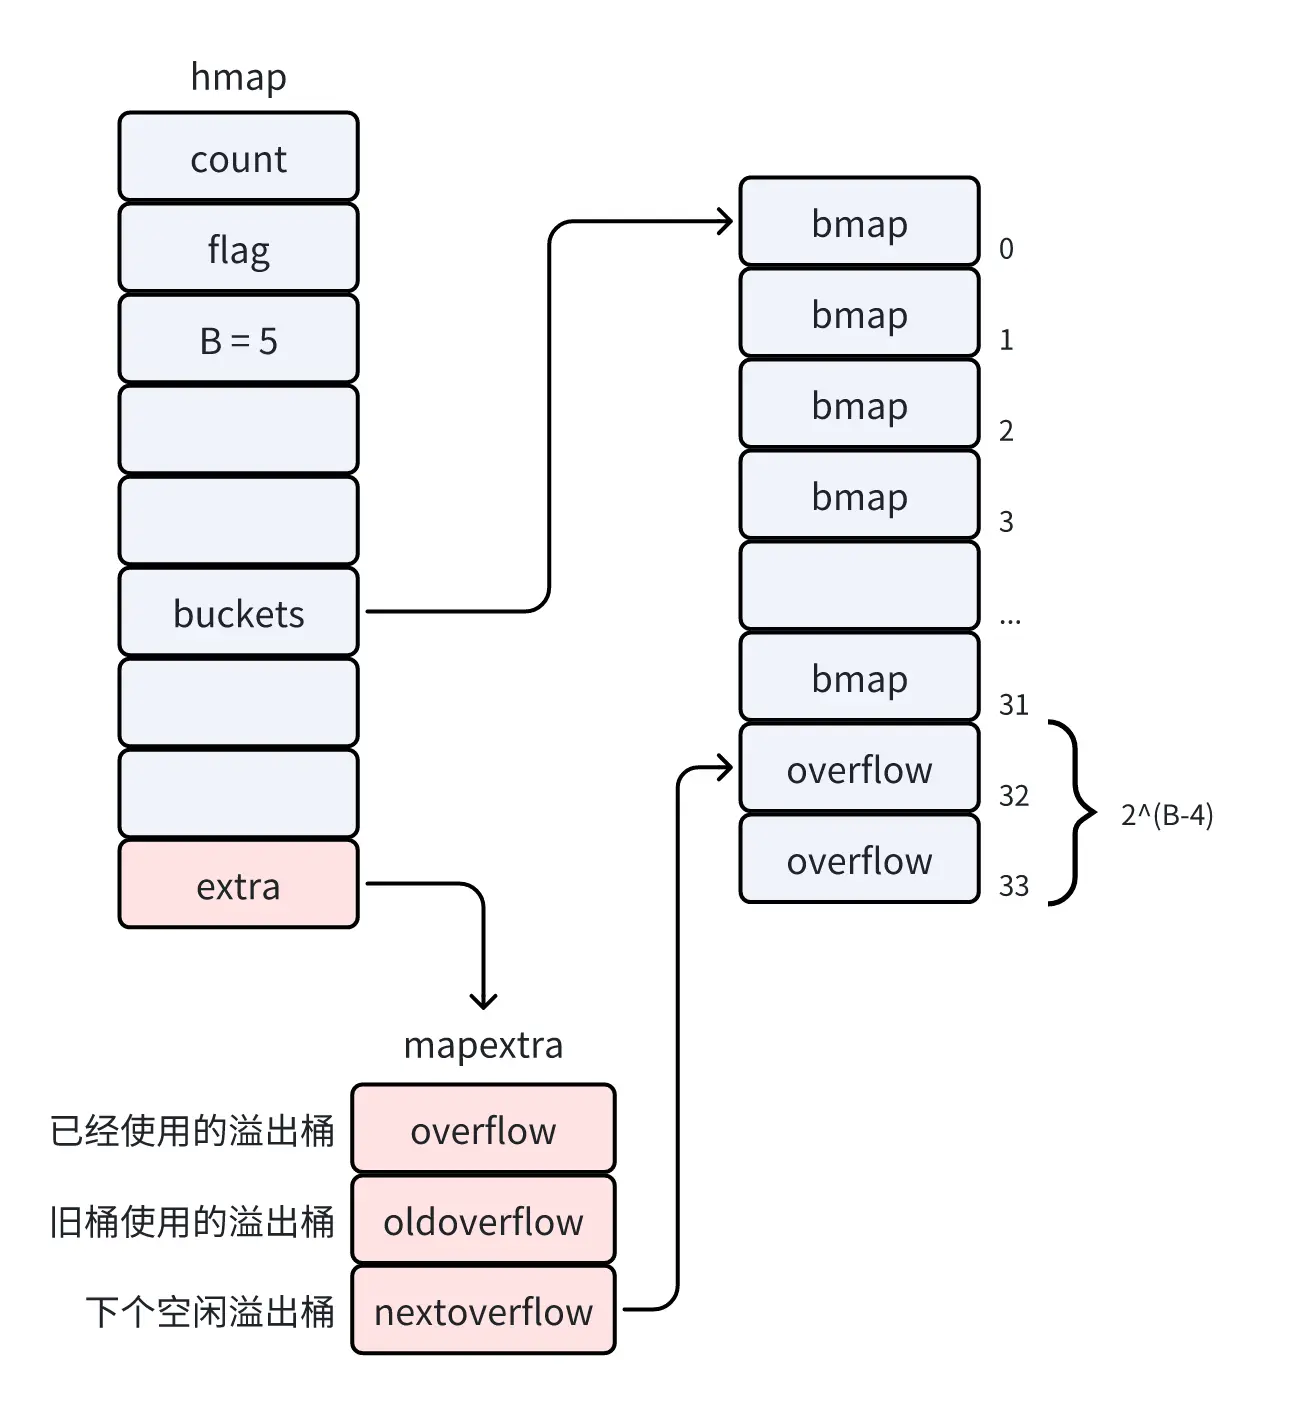 hmap
count
flag
B = 5
buckets
extra
bmap
0
bmap
1
bmap
2
bmap
3
...
bmap
31
overflow
32
overflow
33
2^(B-4)
mapextra
已经使用的溢出桶 overflow
旧桶使用的溢出桶 oldoverflow
下个空闲溢出桶 nextoverflow